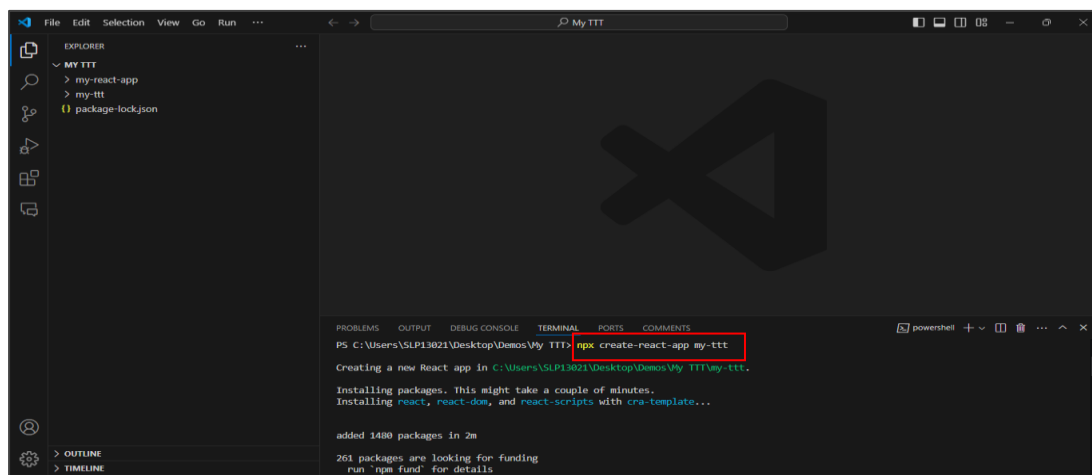 File Edit Selection View Go Run ...
My TTT
EXPLORER ...
MY TTT
my-react-app
my-ttt
{} package-lock.json
OUTLINE
TIMELINE
PROBLEMS OUTPUT DEBUG CONSOLE TERMINAL PORTS COMMENTS
powershell
PS C:\Users\SLP13021\Desktop\Demos\My TTT> npx create-react-app my-ttt
Creating a new React app in C:\Users\SLP13021\Desktop\Demos\My TTT\my-ttt.
Installing packages. This might take a couple of minutes.
Installing react, react-dom, and react-scripts with cra-template...
added 1480 packages in 2m
261 packages are looking for funding
run `npm fund` for details